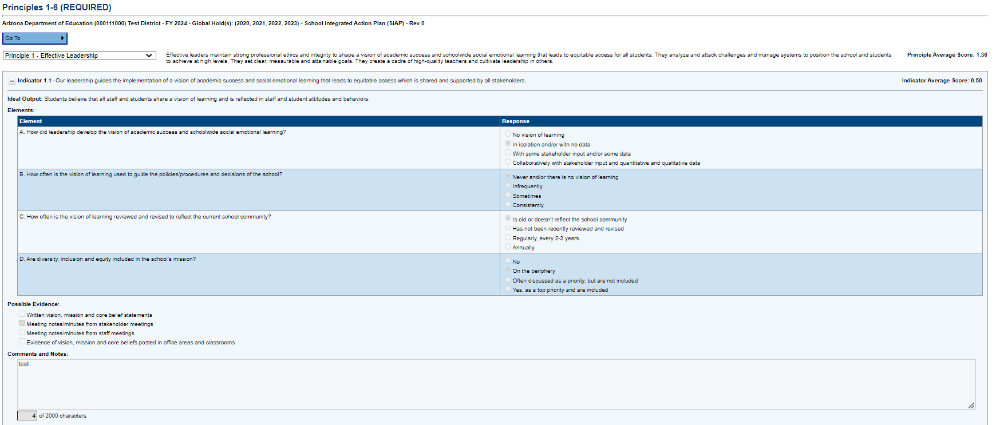 Principles 1-6 (REQUIRED)
Arizona Department of Education (000111000) Test District - FY 2024 - Global Hold(s): (2020, 2021, 2022, 2023) - School Integrated Action Plan (SIAP) - Rev 0
Go To
Principle 1 - Effective Leadership
Effective leaders maintain strong professional ethics and integrity to shape a vision of academic success and schoolwide social emotional learning that leads to equitable access for all students. They analyze and attack challenges and manage systems to position the school and students
to achieve at high levels. They set clear, measurable and attainable goals. They create a cadre of high-quality teachers and cultivate leadership in others.
Principle Average Score: 1.36
Indicator 1.1 - Our leadership guides the implementation of a vision of academic success and social emotional learning that leads to equitable access which is shared and supported by all stakeholders.
Indicator Average Score: 0.50
Ideal Output: Students believe that all staff and students share a vision of learning and is reflected in staff and student attitudes and behaviors.
Elements:
Element
Response
A. How did leadership develop the vision of academic success and schoolwide social emotional learning?
No vision of learning
In isolation and/or with no data
With some stakeholder input and/or some data
Collaboratively with stakeholder input and quantitative and qualitative data
B. How often is the vision of learning used to guide the policies/procedures and decisions of the school?
Never and/or there is no vision of learning
Infrequently
Sometimes
Consistently
C. How often is the vision of learning reviewed and revised to reflect the current school community?
Is old or doesn't reflect the school community
Has not been recently reviewed and revised
Regularly, every 2-3 years
Annually
D. Are diversity, inclusion and equity included in the school's mission?
No
On the periphery
Often discussed as a priority, but are not included
Yes, as a top priority and are included
Possible Evidence:
Written vision, mission and core belief statements
Meeting notes/minutes from stakeholder meetings
Meeting notes/minutes from staff meetings
Evidence of vision, mission and core beliefs posted in office areas and classrooms
Comments and Notes:
test
4 of 2000 characters